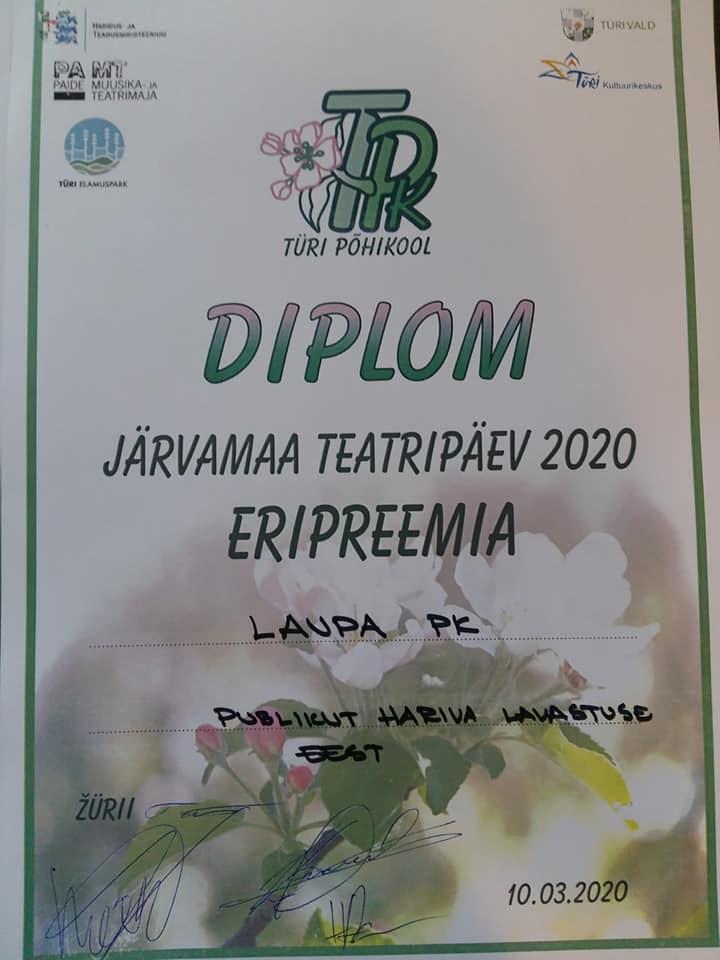 HARIDUS- JA
TEADUSMINISTEERIUM
TÜRI VALD
PA MT
PAIDE MUUSIKA- JA
TEATRIMAJA
TÜRI Kultuurikeskus
TÜRI ELAMUSPARK
TPK
TÜRI PÕHIKOOL
DIPLOM
JÄRVAMAA TEATRIPÄEV 2020
ERIPREEMIA
LAUPA PK
PUBLIKUT HARIVA LAVASTUSE
EEST
ŽÜRII
10.03.2020